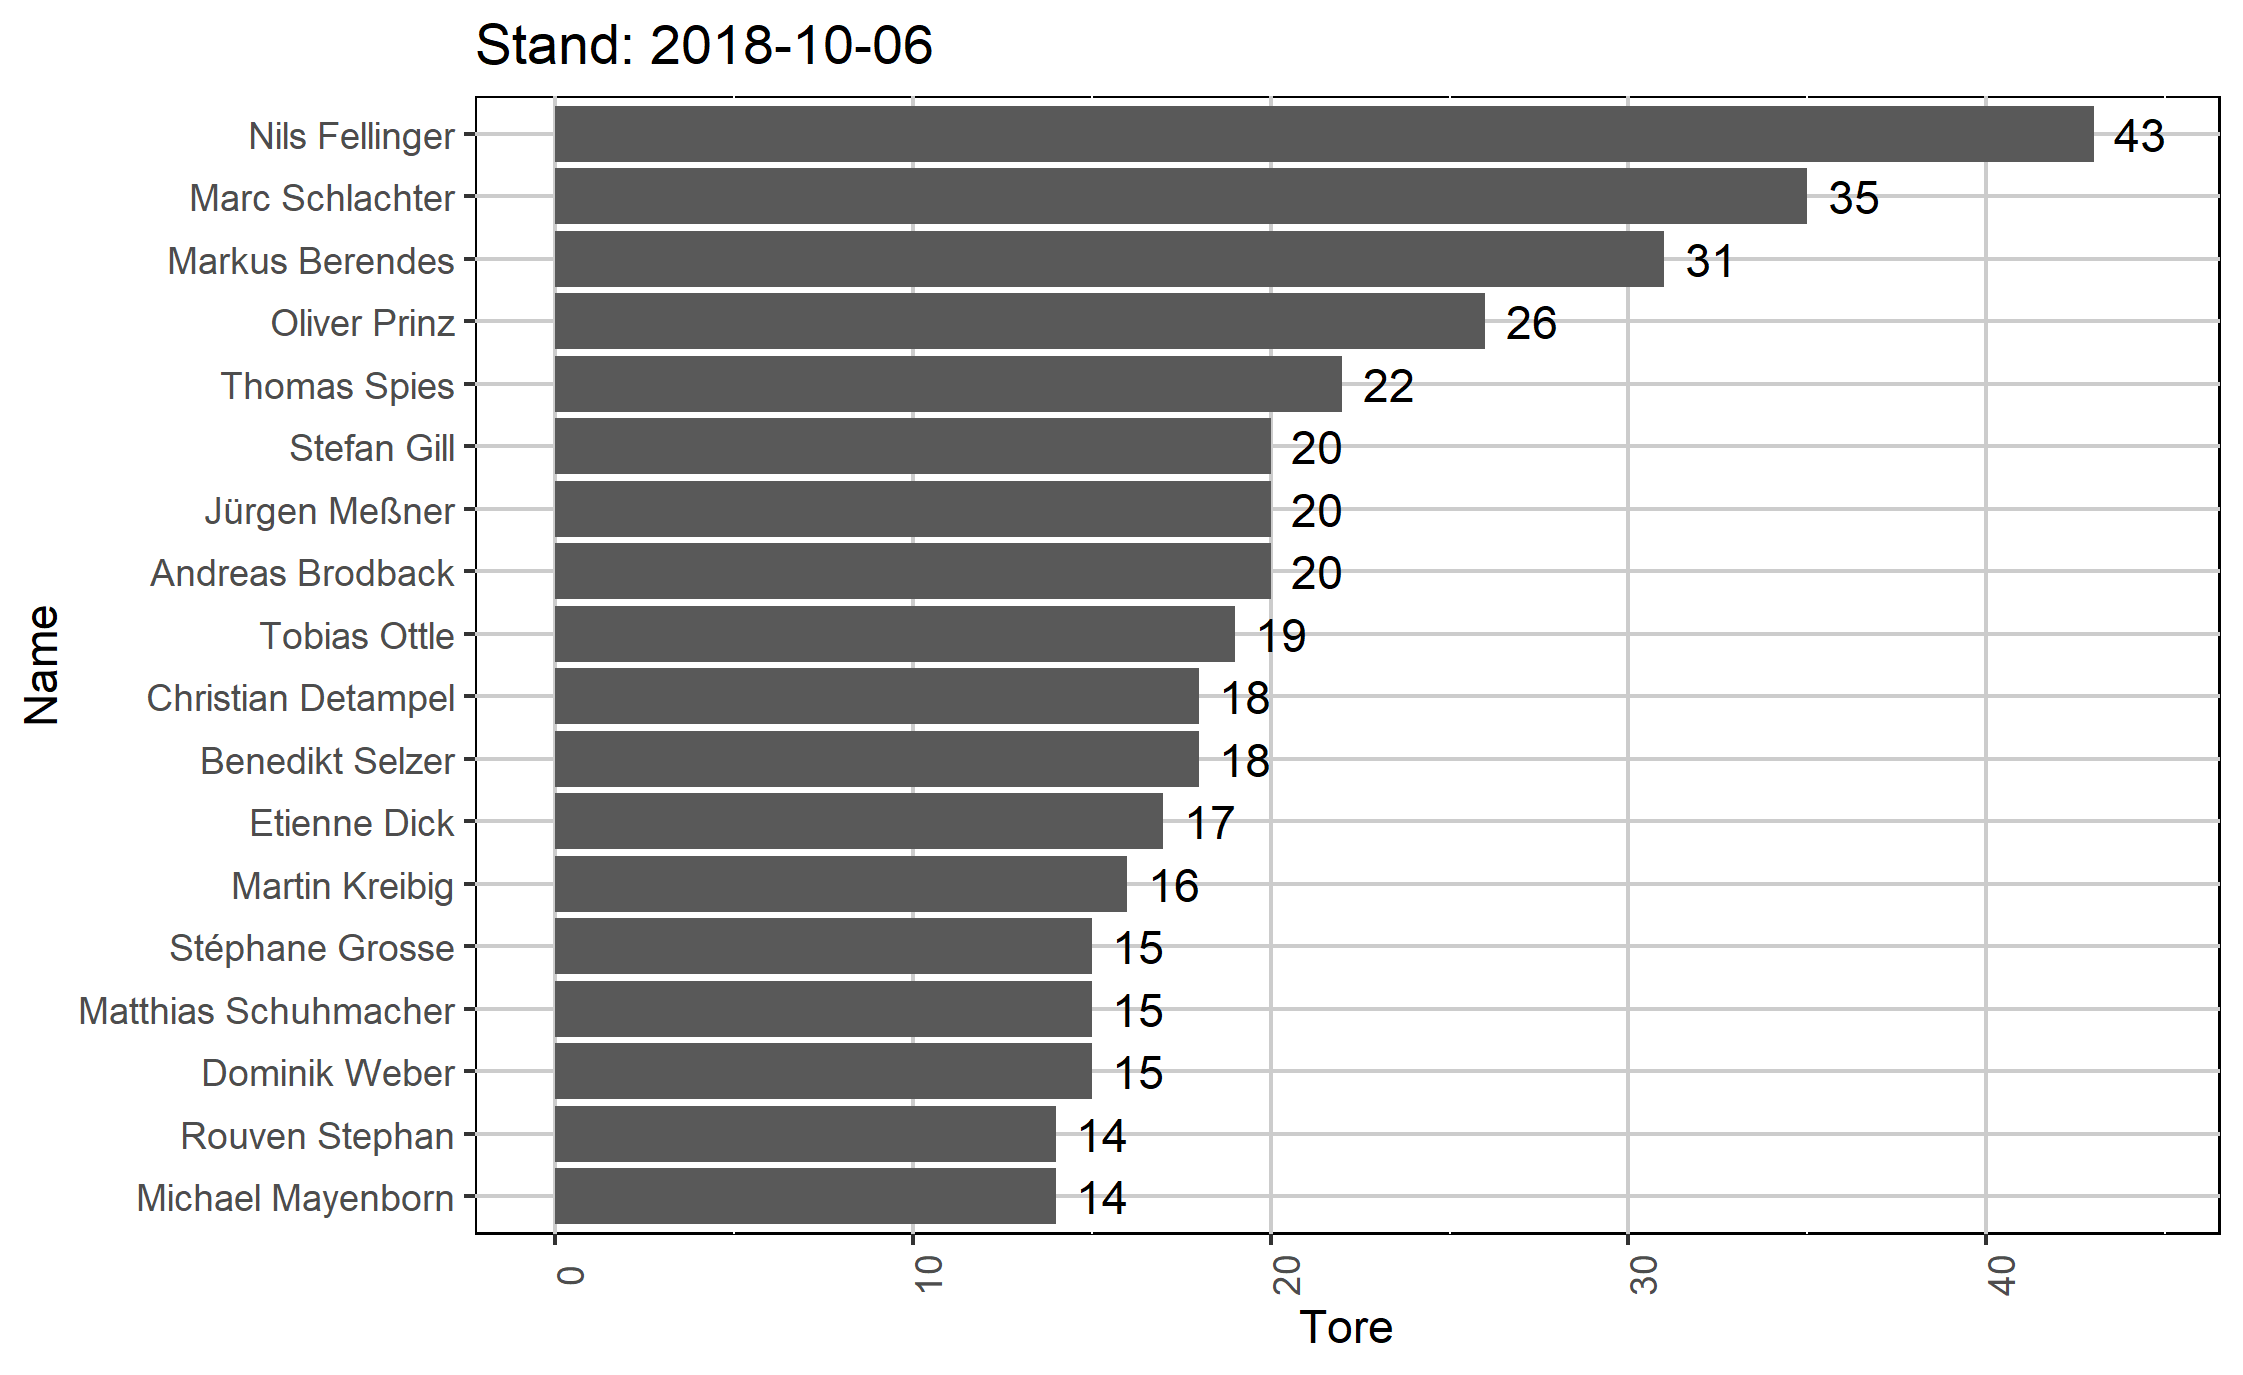 Stand: 2018-10-06
Name
Nils Fellinger 43
Marc Schlachter 35
Markus Berendes 31
Oliver Prinz 26
Thomas Spies 22
Stefan Gill 20
Jürgen Meßner 20
Andreas Brodback 20
Tobias Ottle 19
Christian Detampel 18
Benedikt Selzer 18
Etienne Dick 17
Martin Kreibig 16
Stéphane Grosse 15
Matthias Schuhmacher 15
Dominik Weber 15
Rouven Stephan 14
Michael Mayenborn 14
0 10 20 30 40
Tore